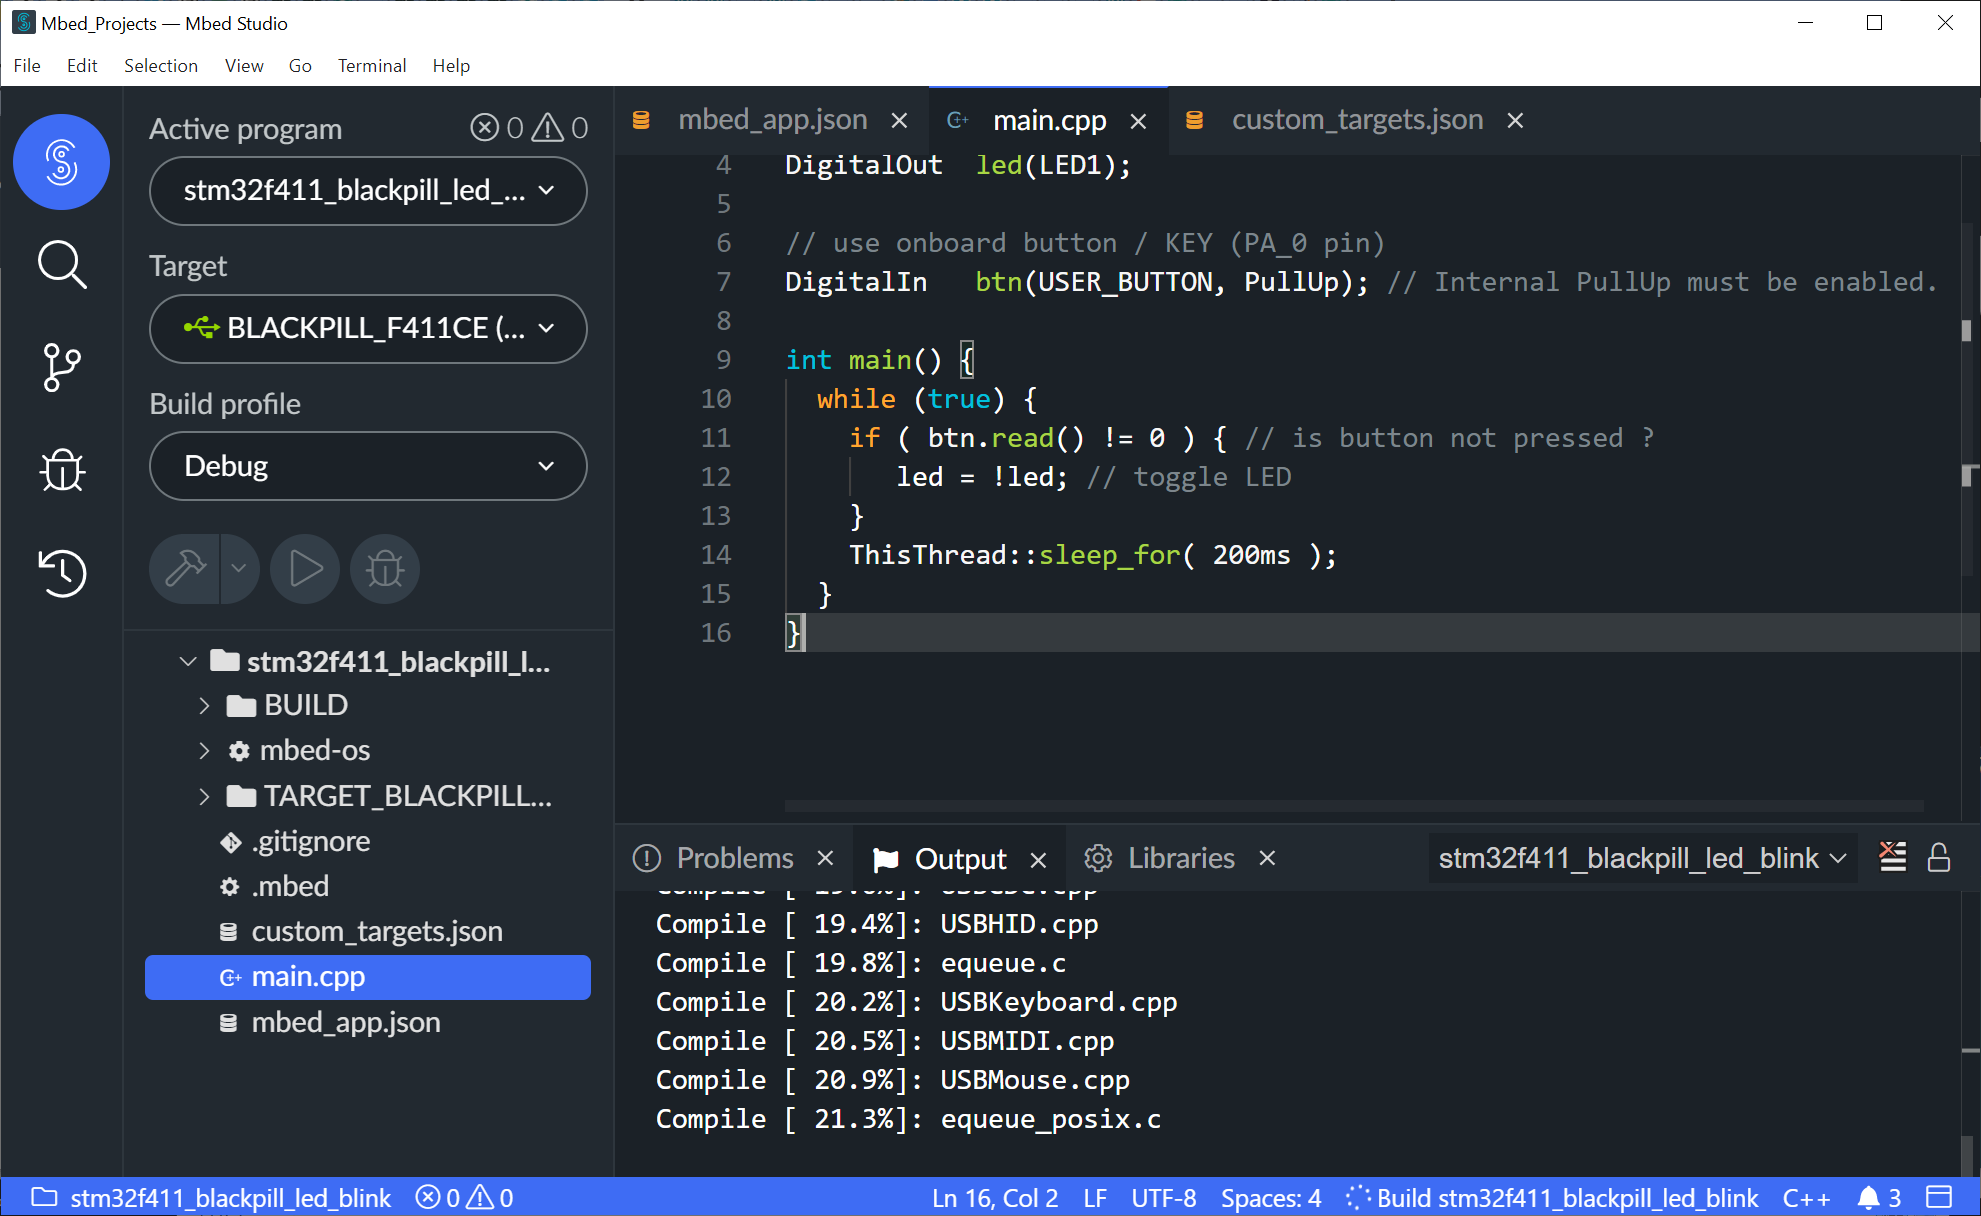 Mbed_Projects — Mbed Studio
File Edit Selection View Go Terminal Help
Active program 0 0
stm32f411_blackpill_led_...
Target
BLACKPILL_F411CE (...
Build profile
Debug
stm32f411_blackpill_l...
BUILD
mbed-os
TARGET_BLACKPILL...
.gitignore
.mbed
custom_targets.json
main.cpp
mbed_app.json
mbed_app.json main.cpp custom_targets.json
4 DigitalOut led(LED1);
5
6 // use onboard button / KEY (PA_0 pin)
7 DigitalIn btn(USER_BUTTON, PullUp); // Internal PullUp must be enabled.
8
9 int main() {
10 while (true) {
11 if ( btn.read() != 0 ) { // is button not pressed ?
12 led = !led; // toggle LED
13 }
14 ThisThread::sleep_for( 200ms );
15 }
16 }
Problems Output Libraries stm32f411_blackpill_led_blink
Compile [ 19.4%]: USBHID.cpp
Compile [ 19.8%]: equeue.c
Compile [ 20.2%]: USBKeyboard.cpp
Compile [ 20.5%]: USBMIDI.cpp
Compile [ 20.9%]: USBMouse.cpp
Compile [ 21.3%]: equeue_posix.c
stm32f411_blackpill_led_blink 0 0 Ln 16, Col 2 LF UTF-8 Spaces: 4 Build stm32f411_blackpill_led_blink C++ 3